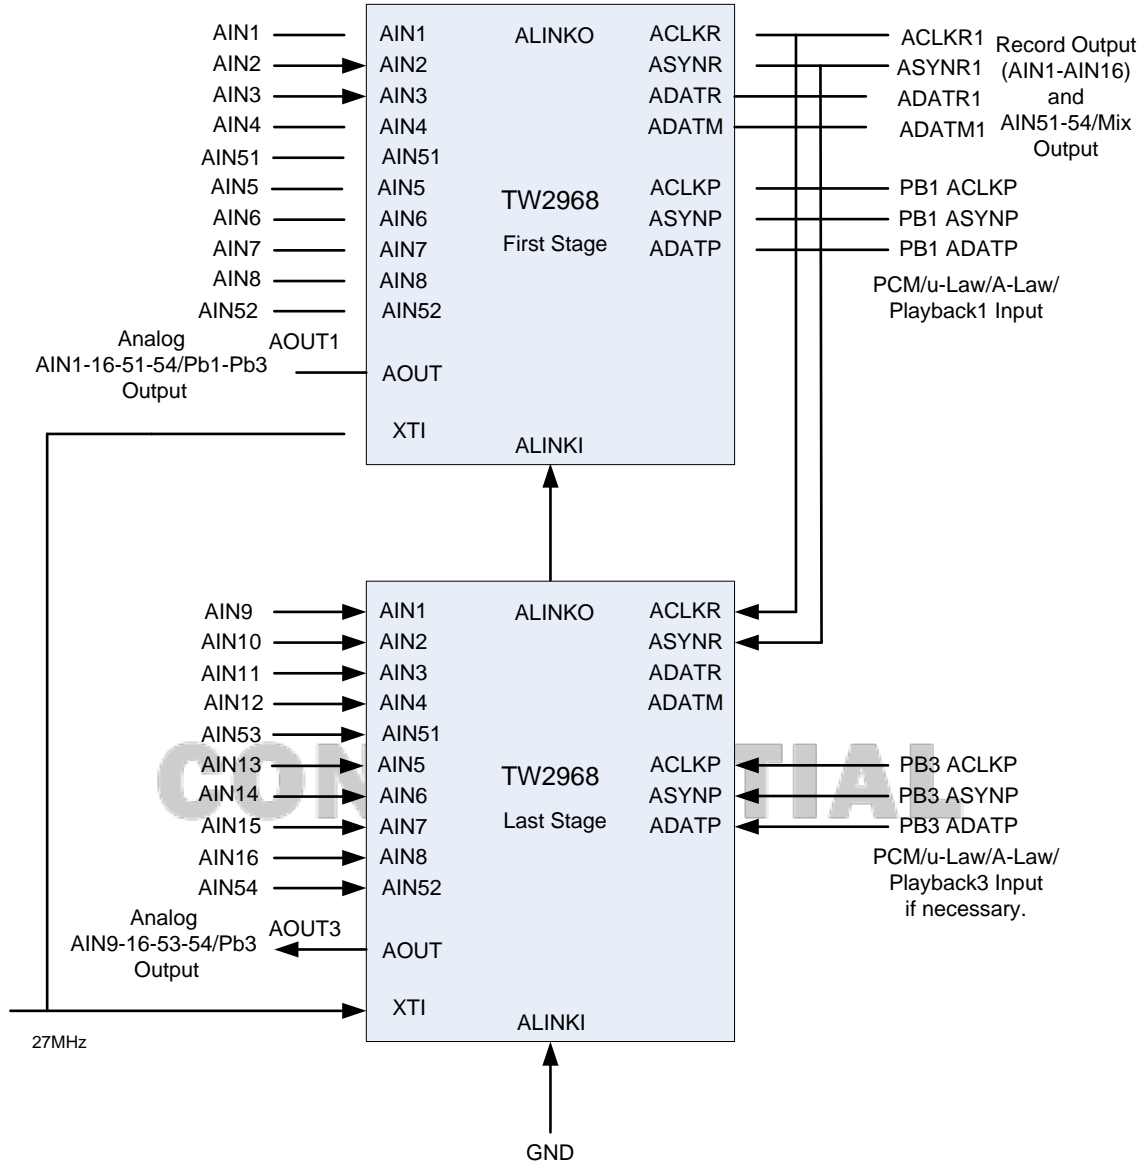 AIN1 AIN1 ALINKO ACLKR ACLKR1
AIN2 AIN2 ASYNR ASYNR1
AIN3 AIN3 ADATR ADATR1
AIN4 AIN4 ADATM ADATM1
Record Output
(AIN1-AIN16)
and
AIN51-54/Mix
Output
AIN51 AIN51
AIN5 AIN5 ACLKP PB1 ACLKP
AIN6 AIN6 ASYNP PB1 ASYNP
AIN7 AIN7 ADATP PB1 ADATP
TW2968
First Stage
AIN8 AIN8
AIN52 AIN52
PCM/u-Law/A-Law/
Playback1 Input
Analog
AIN1-16-51-54/Pb1-Pb3
Output
AOUT1
AOUT
XTI
ALINKI
AIN9 AIN1 ALINKO ACLKR
AIN10 AIN2 ASYNR
AIN11 AIN3 ADATR
AIN12 AIN4 ADATM
AIN53 AIN51
AIN13 AIN5 ACLKP PB3 ACLKP
AIN14 AIN6 ASYNP PB3 ASYNP
AIN15 AIN7 ADATP PB3 ADATP
TW2968
Last Stage
AIN16 AIN8
AIN54 AIN52
PCM/u-Law/A-Law/
Playback3 Input
if necessary.
Analog
AIN9-16-53-54/Pb3
Output
AOUT3
AOUT
XTI
27MHz
ALINKI
GND